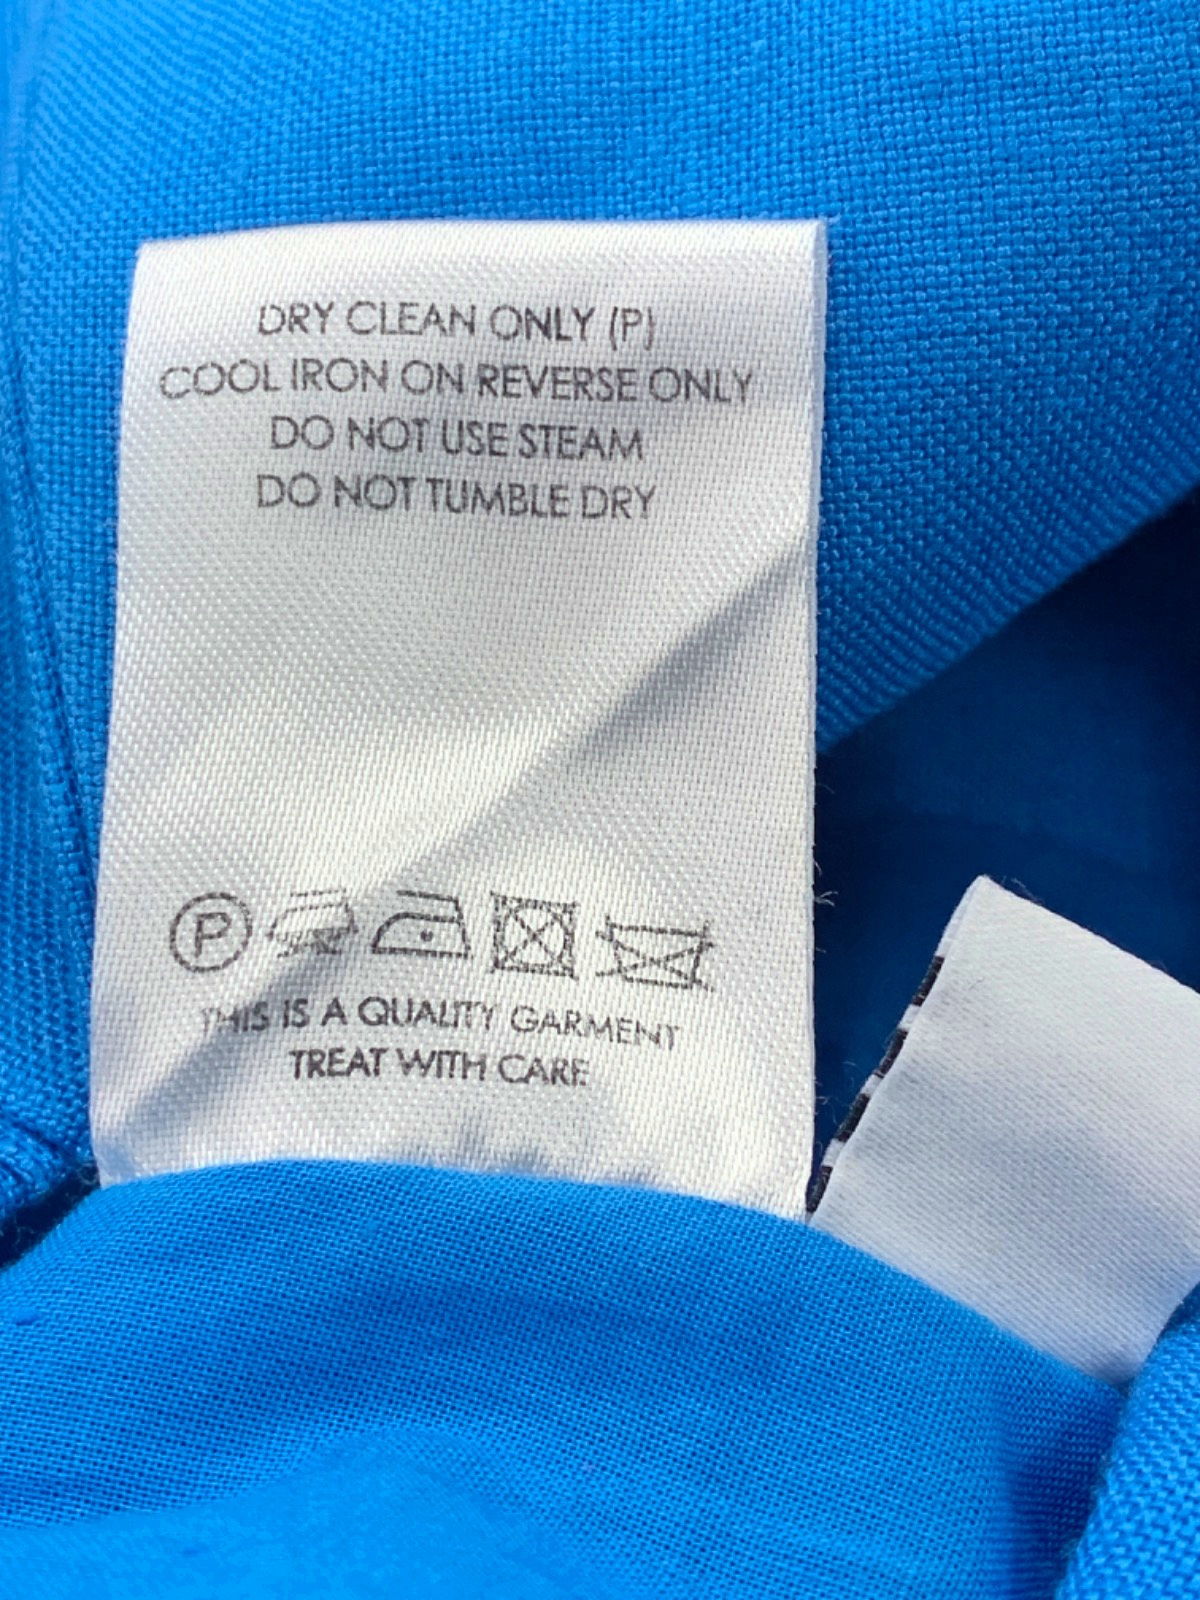 DRY CLEAN ONLY (P)
COOL IRON ON REVERSE ONLY
DO NOT USE STEAM
DO NOT TUMBLE DRY
P
THIS IS A QUALITY GARMENT
TREAT WITH CARE